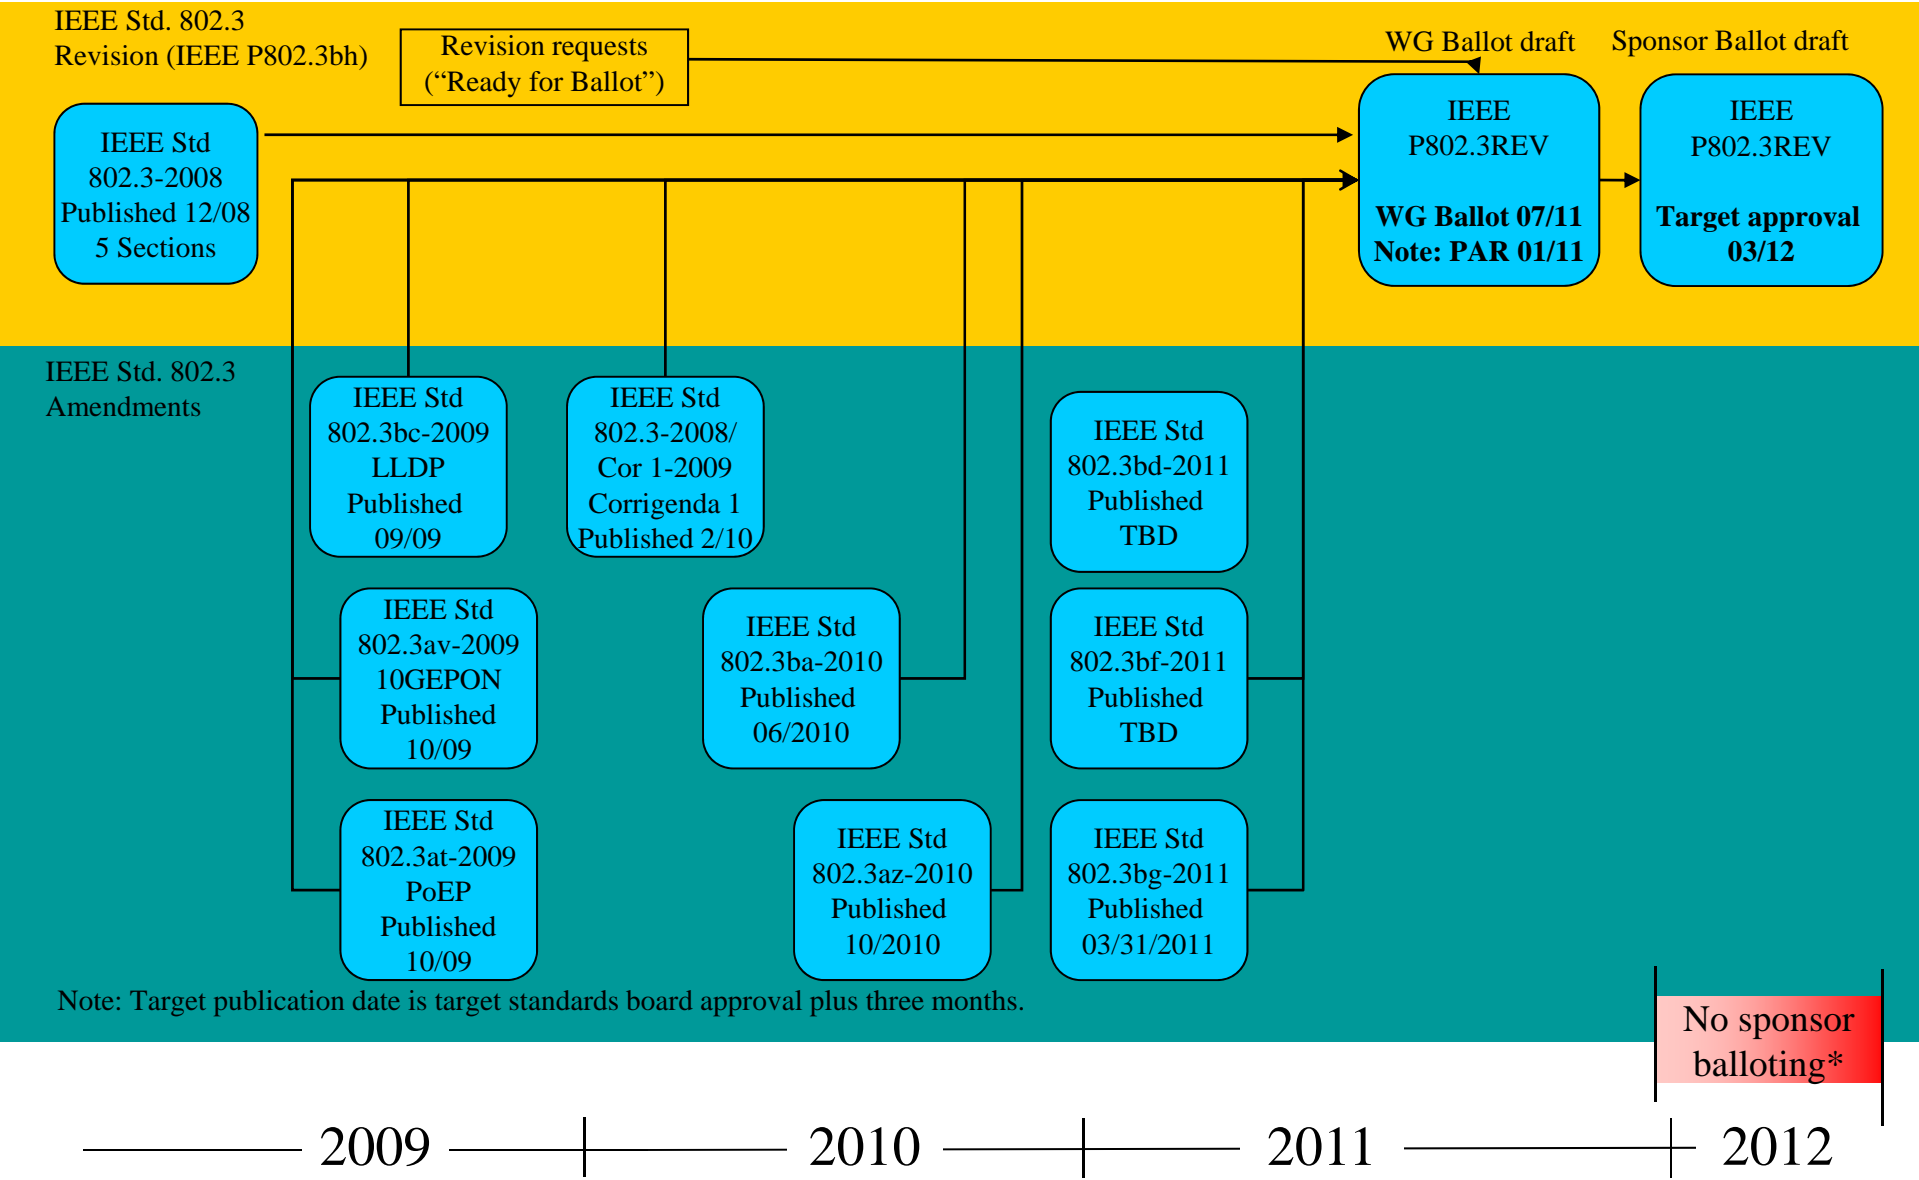 IEEE Std. 802.3
Revision (IEEE P802.3bh)
Revision requests
(“Ready for Ballot”)
WG Ballot draft
Sponsor Ballot draft
IEEE Std
802.3-2008
Published 12/08
5 Sections
IEEE
P802.3REV
WG Ballot 07/11
Note: PAR 01/11
IEEE
P802.3REV
Target approval
03/12
IEEE Std. 802.3
Amendments
IEEE Std
802.3bc-2009
LLDP
Published
09/09
IEEE Std
802.3-2008/
Cor 1-2009
Corrigenda 1
Published 2/10
IEEE Std
802.3bd-2011
Published
TBD
IEEE Std
802.3av-2009
10GEPON
Published
10/09
IEEE Std
802.3ba-2010
Published
06/2010
IEEE Std
802.3bf-2011
Published
TBD
IEEE Std
802.3at-2009
PoEP
Published
10/09
IEEE Std
802.3az-2010
Published
10/2010
IEEE Std
802.3bg-2011
Published
03/31/2011
Note: Target publication date is target standards board approval plus three months.
No sponsor
balloting*
2009
2010
2011
2012